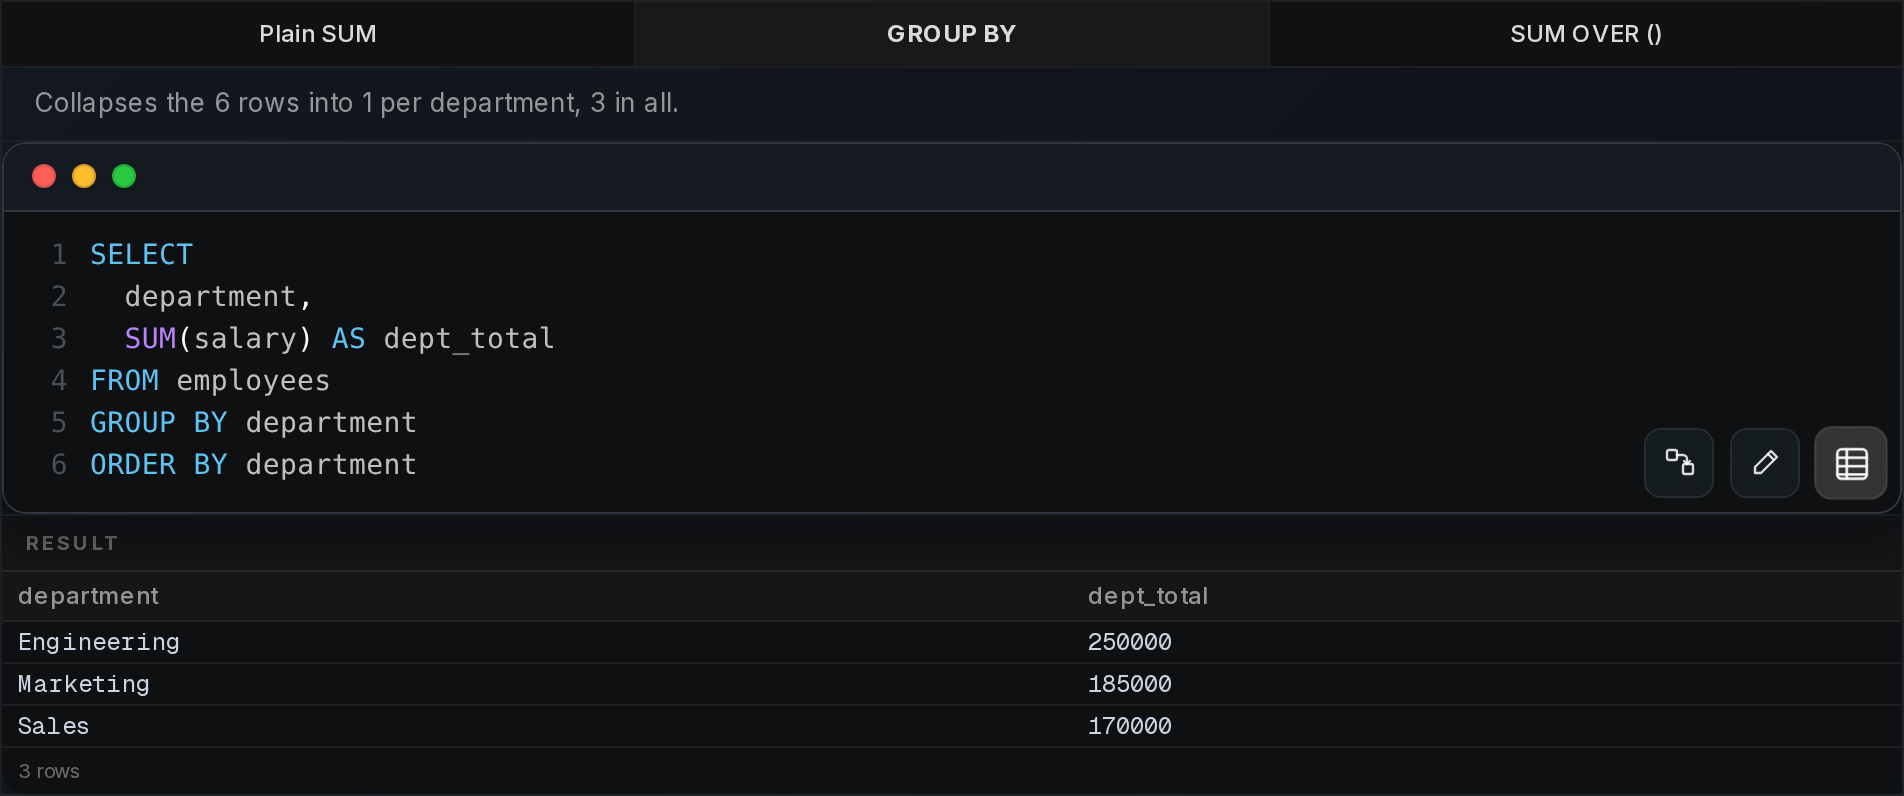 Plain SUM
GROUP BY
SUM OVER ()
Collapses the 6 rows into 1 per department, 3 in all.
1 SELECT
2   department,
3   SUM(salary) AS dept_total
4 FROM employees
5 GROUP BY department
6 ORDER BY department
RESULT
department dept_total
Engineering 250000
Marketing 185000
Sales 170000
3 rows